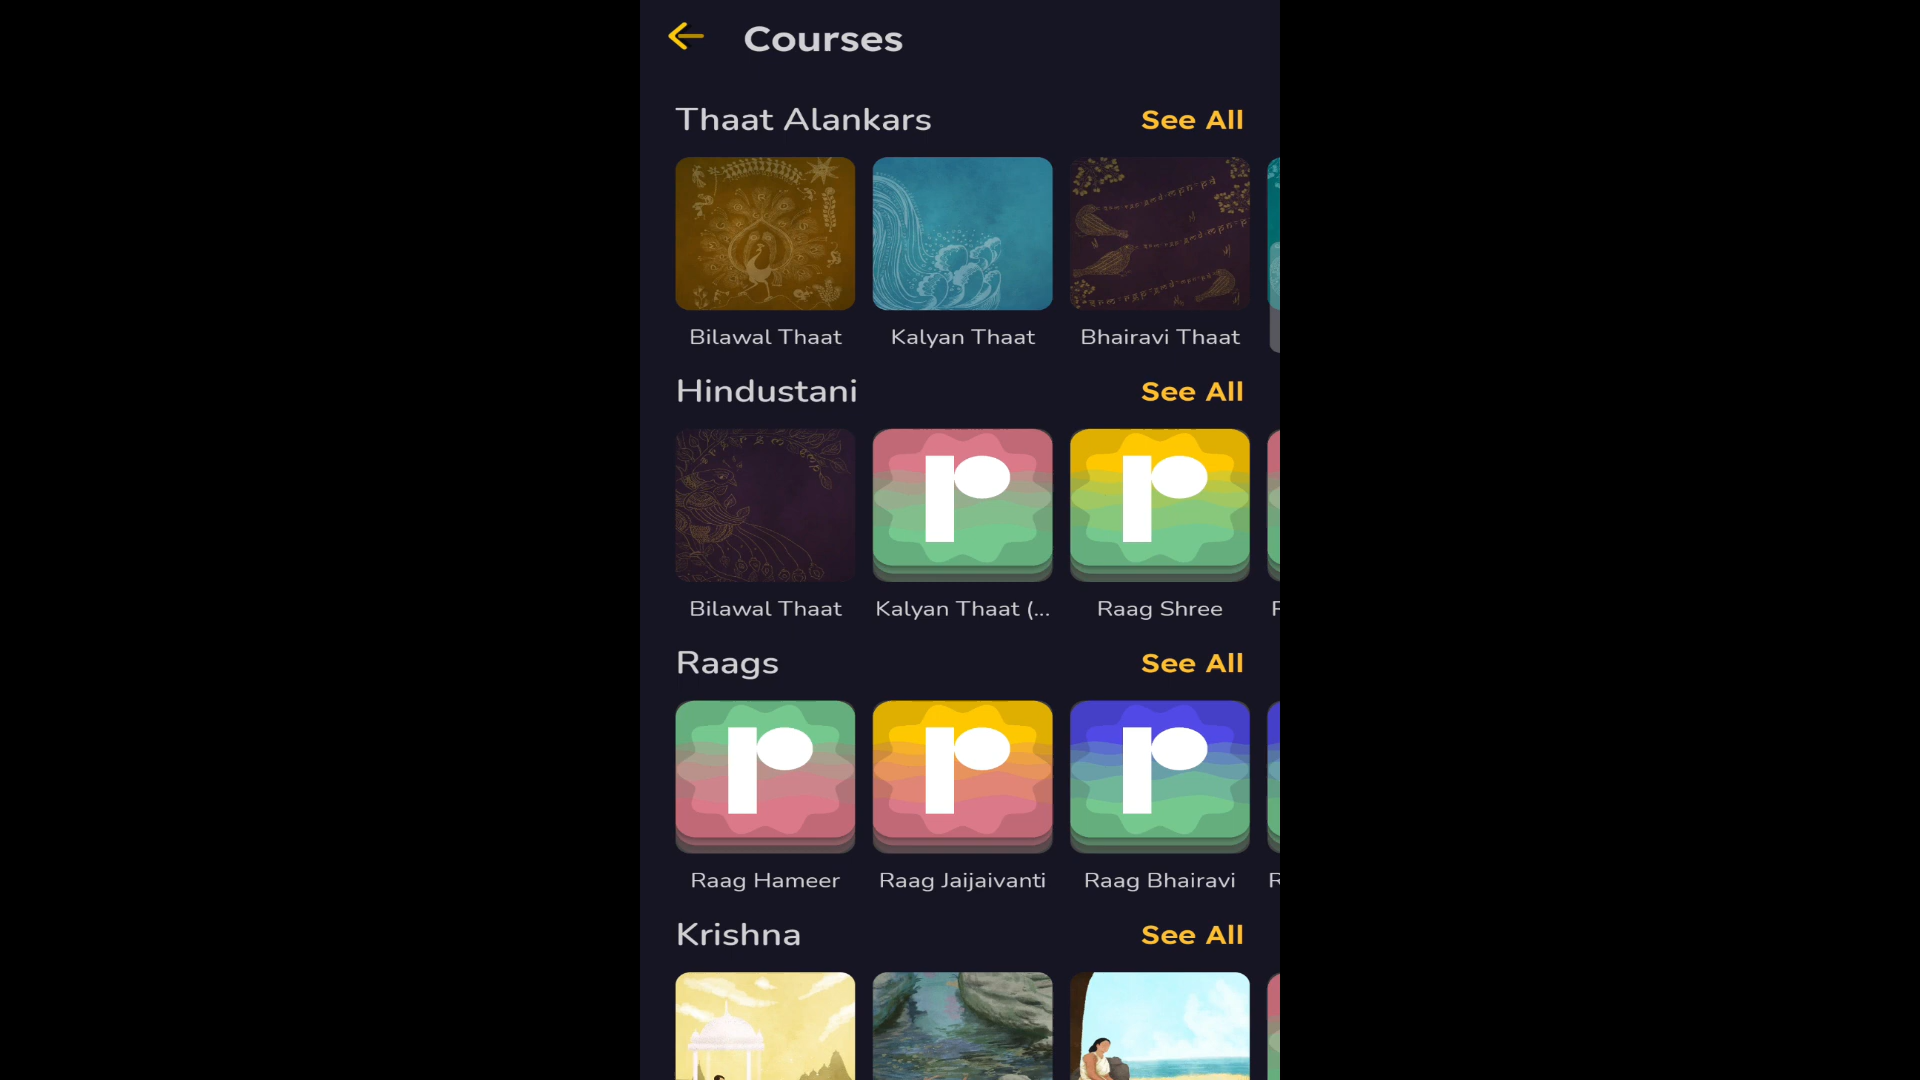 Courses
Thaat Alankars
See All
Bilawal Thaat
Kalyan Thaat
Bhairavi Thaat
Hindustani
See All
Bilawal Thaat
Kalyan Thaat (...
Raag Shree
Raags
See All
Raag Hameer
Raag Jaijaivanti
Raag Bhairavi
Krishna
See All